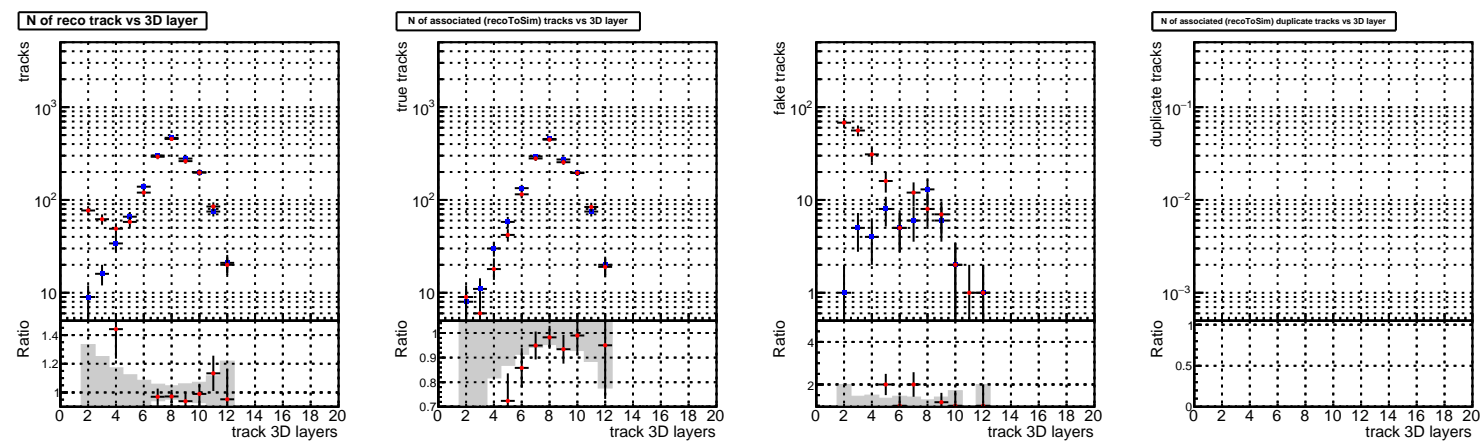 N of reco track vs 3D layer
tracks
10³
10²
10
Ratio
1.4
1.2
1
0 2 4 6 8 10 12 14 16 18 20
track 3D layers
N of associated (recoToSim) tracks vs 3D layer
true tracks
10³
10²
10
Ratio
1
0.9
0.8
0.7
0 2 4 6 8 10 12 14 16 18 20
track 3D layers
fake tracks
10²
10
1
Ratio
4
2
0 2 4 6 8 10 12 14 16 18 20
track 3D layers
N of associated (recoToSim) duplicate tracks vs 3D layer
duplicate tracks
10⁻¹
10⁻²
10⁻³
Ratio
1
0.5
0
0 2 4 6 8 10 12 14 16 18 20
track 3D layers